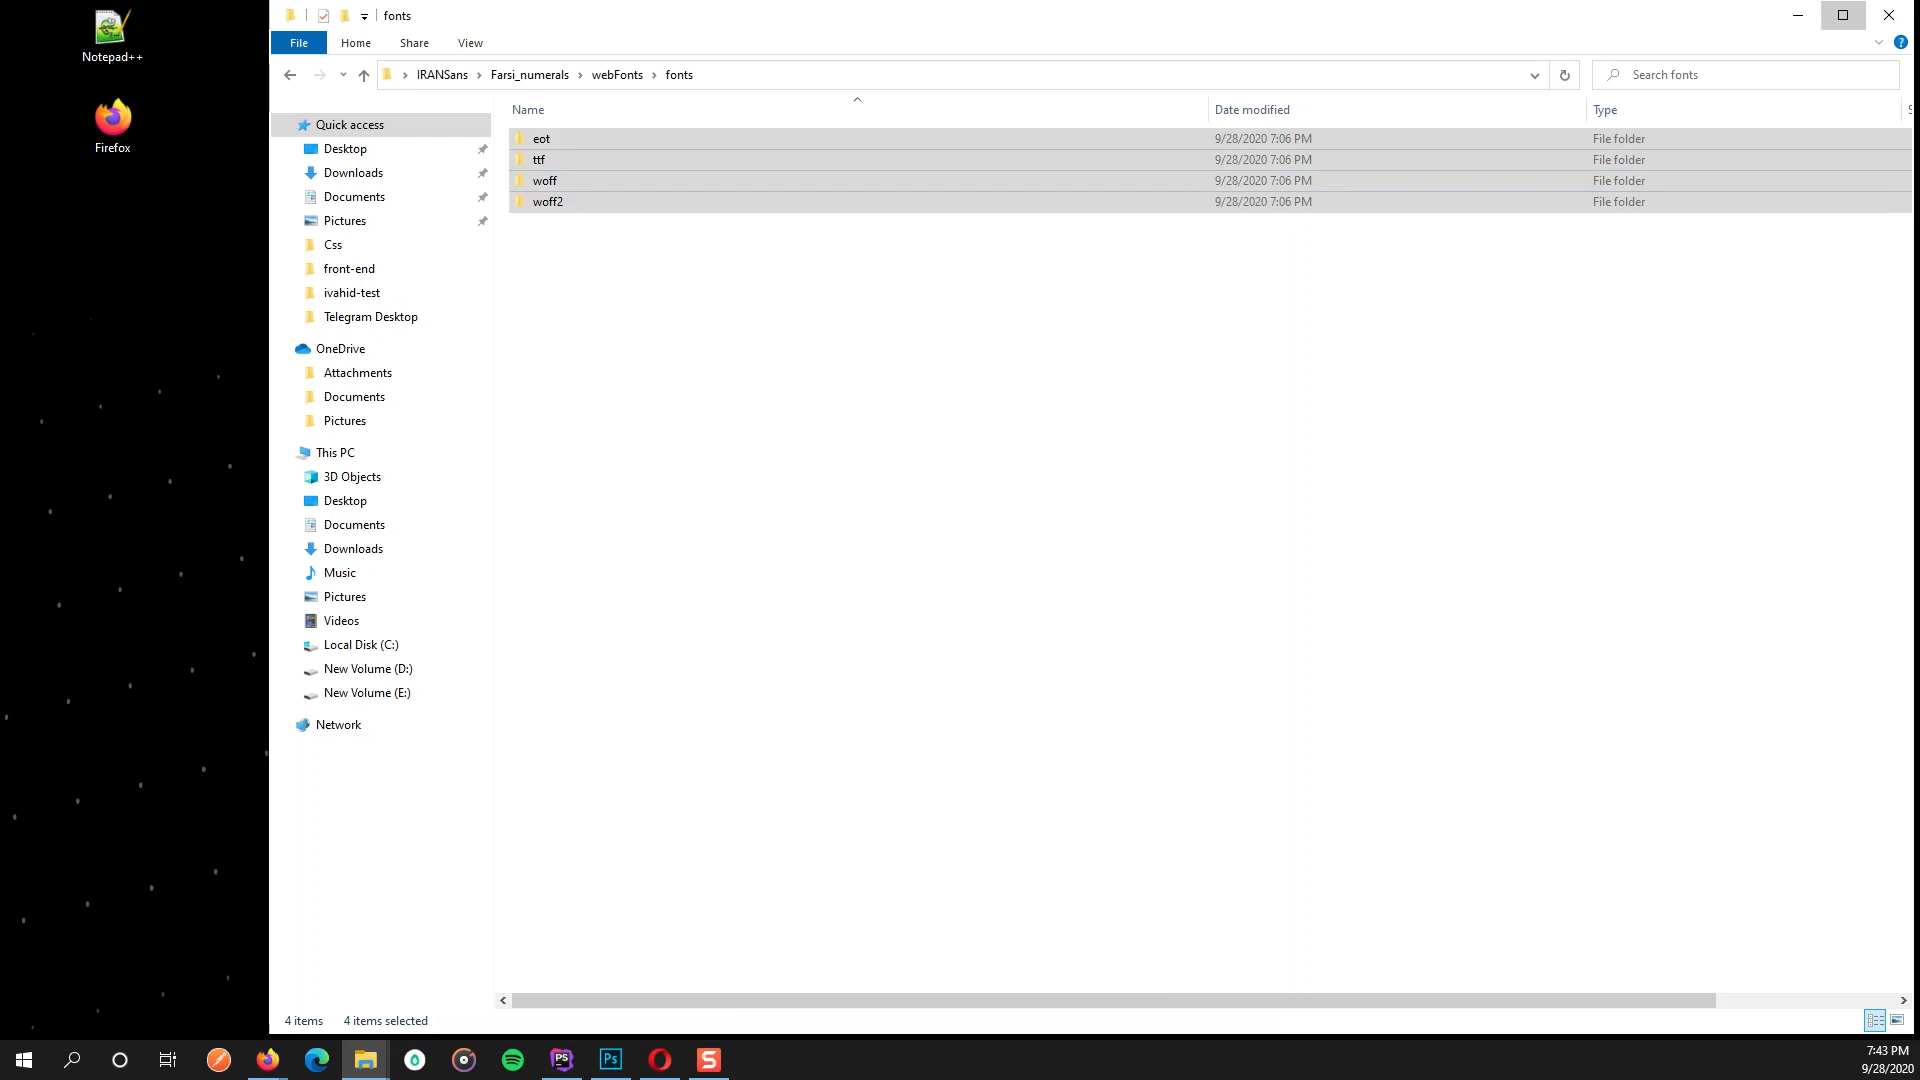 Notepad++
Firefox
fonts
File Home Share View
IRANSans Farsi_numerals webFonts fonts
Search fonts
Name Date modified Type S
Quick access
Desktop
Downloads
Documents
Pictures
Css
front-end
ivahid-test
Telegram Desktop
OneDrive
Attachments
Documents
Pictures
This PC
3D Objects
Desktop
Documents
Downloads
Music
Pictures
Videos
Local Disk (C:)
New Volume (D:)
New Volume (E:)
Network
eot 9/28/2020 7:06 PM File folder
ttf 9/28/2020 7:06 PM File folder
woff 9/28/2020 7:06 PM File folder
woff2 9/28/2020 7:06 PM File folder
4 items 4 items selected
PS
Ps
S
7:43 PM
9/28/2020